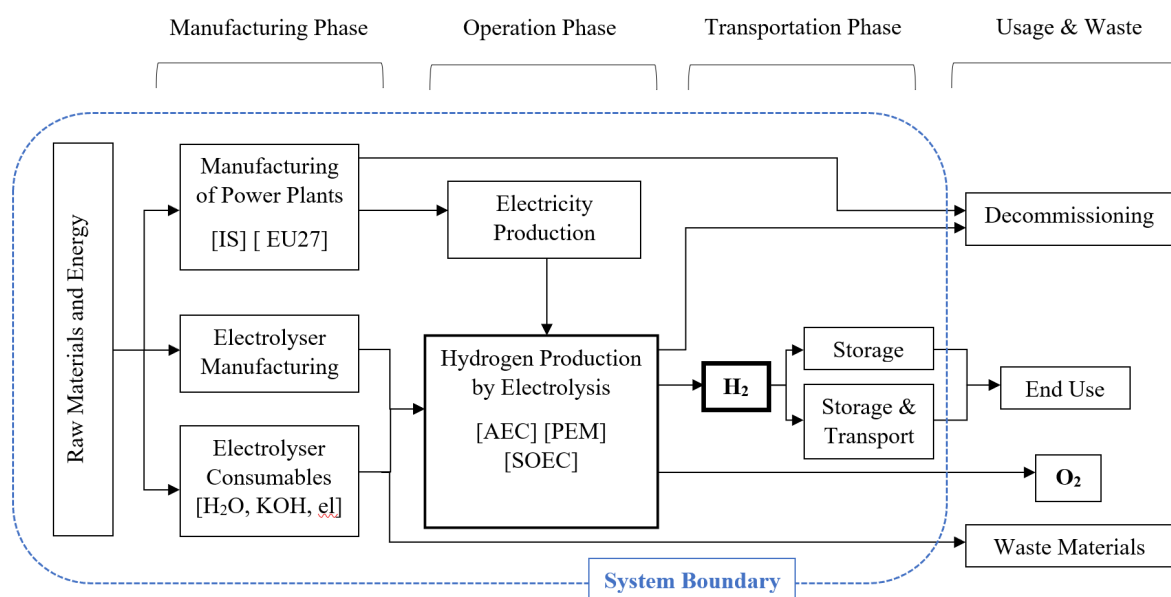 Manufacturing Phase
Operation Phase
Transportation Phase
Usage & Waste
Raw Materials and Energy
Manufacturing
of Power Plants
[IS] [ EU27]
Electrolyser
Manufacturing
Electrolyser
Consumables
[H₂O, KOH, el]
Electricity
Production
Hydrogen Production
by Electrolysis
[AEC] [PEM]
[SOEC]
H₂
Storage
Storage &
Transport
Decommissioning
End Use
O₂
Waste Materials
System Boundary